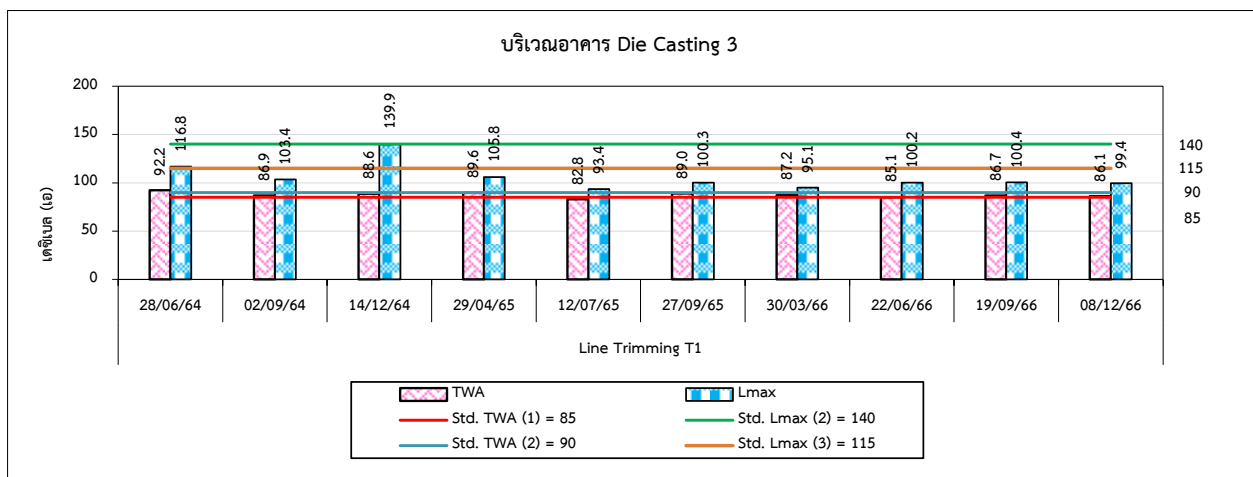 บริเวณอาคาร Die Casting 3
เดซิเบล (เอ)
200
150
100
50
0
92.2 116.8 86.9 103.4 88.6 139.9 89.6 105.8 82.8 93.4 89.0 100.3 87.2 95.1 85.1 100.2 86.7 100.4 86.1 99.4
140
115
90
85
28/06/64 02/09/64 14/12/64 29/04/65 12/07/65 27/09/65 30/03/66 22/06/66 19/09/66 08/12/66
Line Trimming T1
TWA Lmax
Std. TWA (1) = 85 Std. Lmax (2) = 140
Std. TWA (2) = 90 Std. Lmax (3) = 115